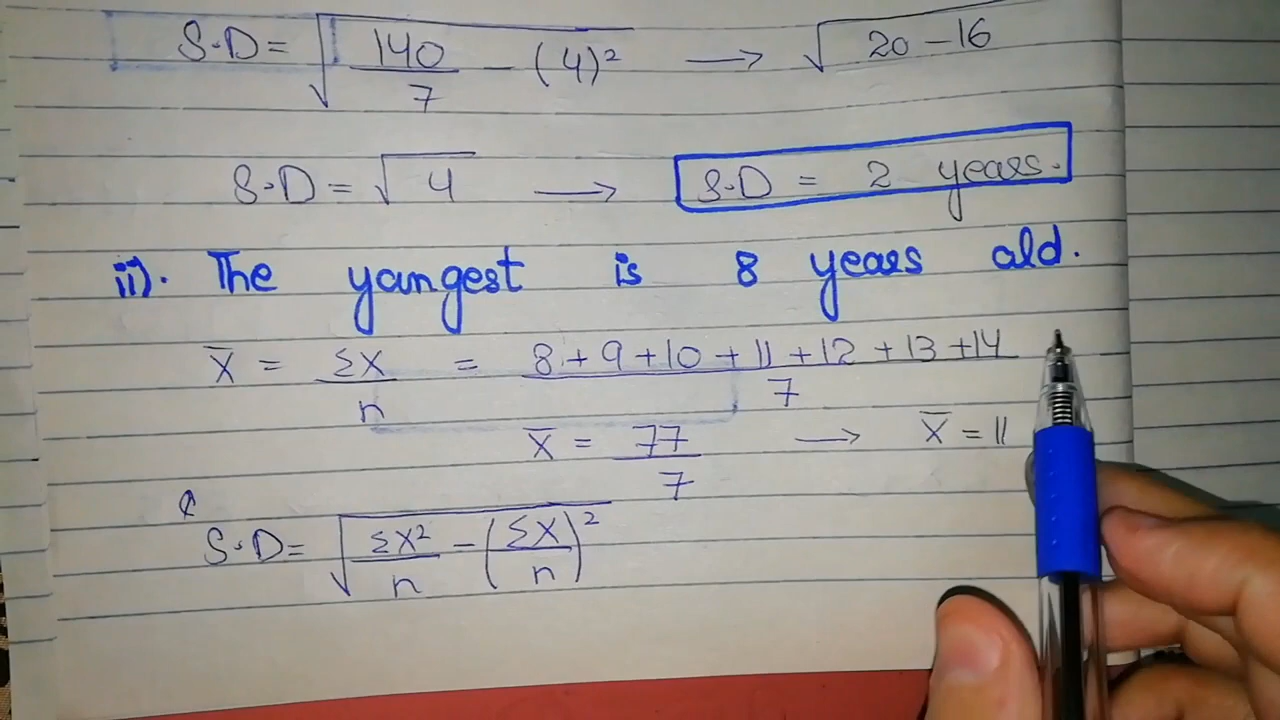 S.D = √140/7 - (4)² → √20 - 16
S.D = √4 → S.D = 2 years.
ii). The yangest is 8 years ald.
X̄ = ΣX/n = 8 + 9 + 10 + 11 + 12 + 13 + 14/7
X̄ = 77/7 → X̄ = 11
¢
S.D = √ΣX²/n - (ΣX/n)²